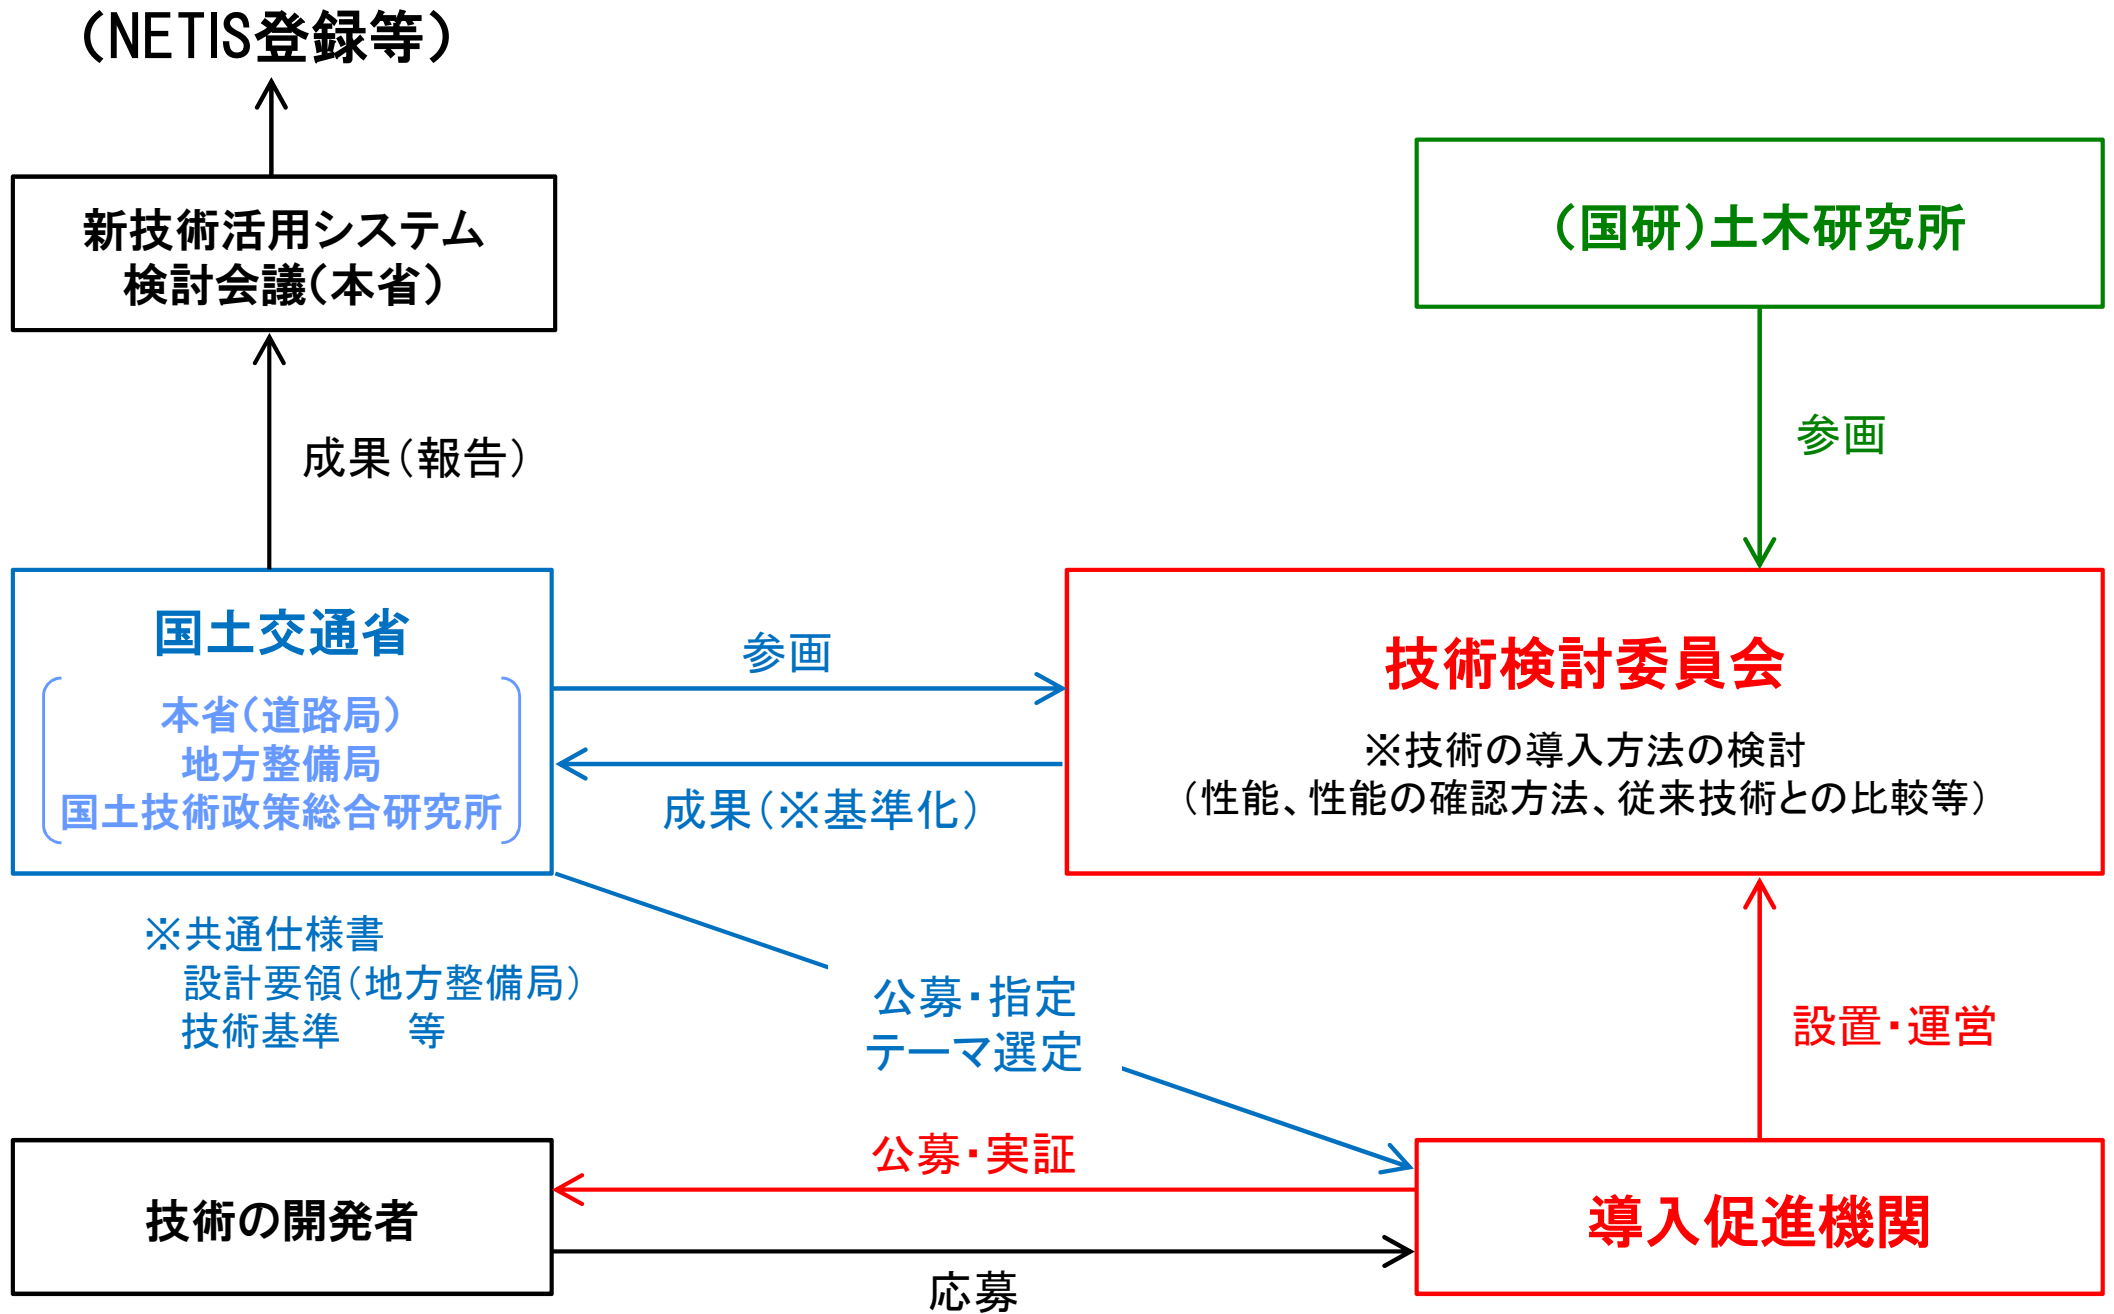 （NETIS登録等）
新技術活用システム
検討会議（本省）
（国研）土木研究所
成果（報告）
参画
国土交通省
本省（道路局）
地方整備局
国土技術政策総合研究所
参画
成果（※基準化）
技術検討委員会
※技術の導入方法の検討
（性能、性能の確認方法、従来技術との比較等）
※共通仕様書
設計要領（地方整備局）
技術基準　　等
公募・指定
テーマ選定
設置・運営
公募・実証
技術の開発者
導入促進機関
応募